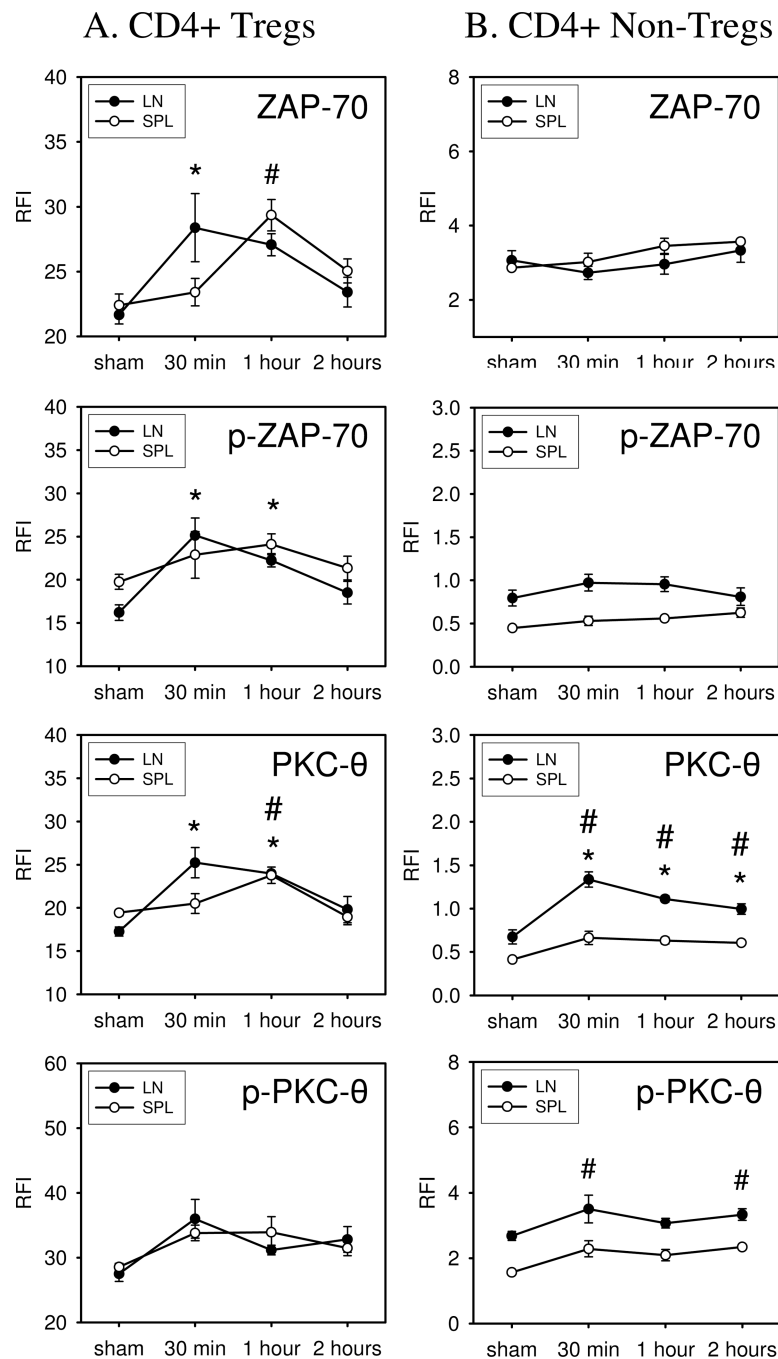 A. CD4+ Tregs
B. CD4+ Non-Tregs
40
35
30
25
20
RFI
LN
SPL
ZAP-70
*
#
sham 30 min 1 hour 2 hours
8
6
4
2
RFI
LN
SPL
ZAP-70
sham 30 min 1 hour 2 hours
40
35
30
25
20
15
10
RFI
LN
SPL
p-ZAP-70
*
*
sham 30 min 1 hour 2 hours
3.0
2.5
2.0
1.5
1.0
0.5
0.0
RFI
LN
SPL
p-ZAP-70
sham 30 min 1 hour 2 hours
40
35
30
25
20
15
10
RFI
LN
SPL
PKC-θ
#
* *
sham 30 min 1 hour 2 hours
3.0
2.5
2.0
1.5
1.0
0.5
0.0
RFI
LN
SPL
PKC-θ
# # #
* * *
sham 30 min 1 hour 2 hours
60
50
40
30
20
RFI
LN
SPL
p-PKC-θ
sham 30 min 1 hour 2 hours
8
6
4
2
0
RFI
LN
SPL
p-PKC-θ
# #
sham 30 min 1 hour 2 hours